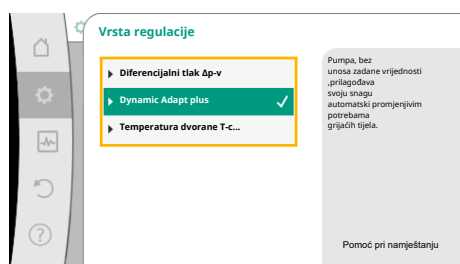 Vrsta regulacije
Diferencijalni tlak Δp-v
Dynamic Adapt plus
Temperatura dvorane T-c...
Pumpa, bez
unosa zadane vrijednosti
,prilagođava
svoju snagu
automatski promjenjivim
potrebama
grijaćih tijela.
Pomoć pri namještanju